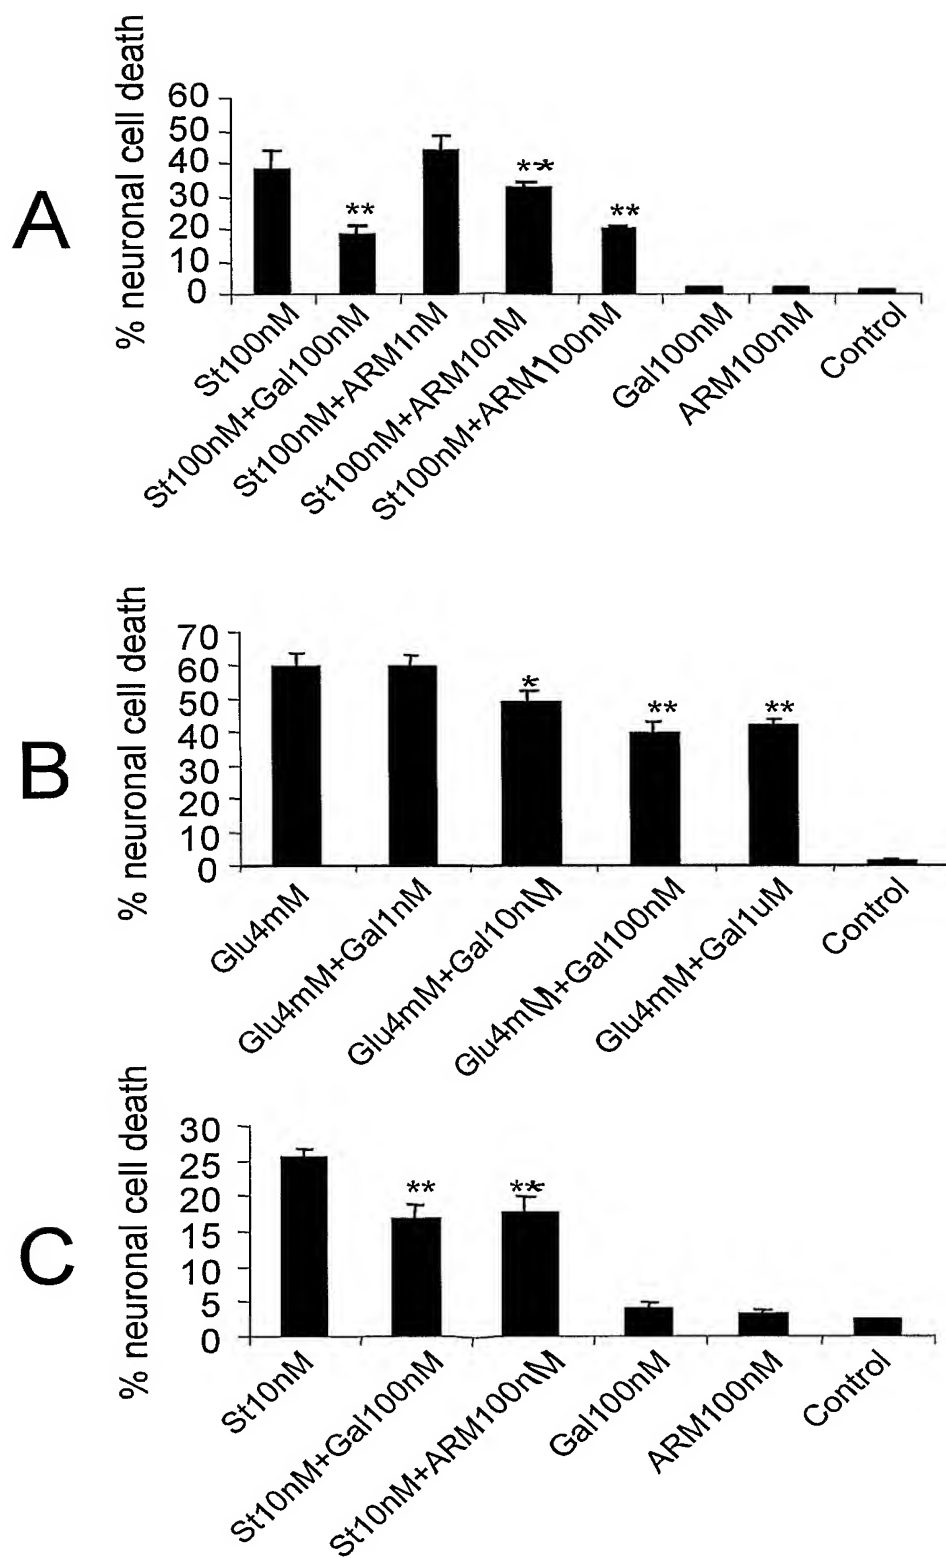 A
% neuronal cell death
60
50
40
30
20
10
0
**
**
**
St100nM
St100nM+Gal100nM
St100nM+ARM1nM
St100nM+ARM10nM
St100nM+ARM100nM
Gal100nM
ARM100nM
Control
B
% neuronal cell death
70
60
50
40
30
20
10
0
*
**
**
Glu4mM
Glu4mM+Gal1nM
Glu4mM+Gal10nM
Glu4mM+Gal100nM
Glu4mM+Gal1uM
Control
C
% neuronal cell death
30
25
20
15
10
5
0
**
**
St10nM
St10nM+Gal100nM
St10nM+ARM100nM
Gal100nM
ARM100nM
Control